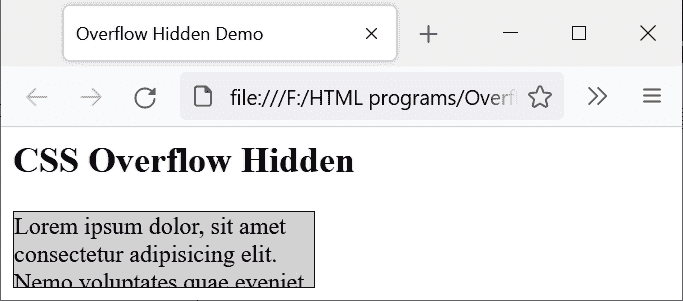 Overflow Hidden Demo
file:///F:/HTML programs/Overf
CSS Overflow Hidden
Lorem ipsum dolor, sit amet
consectetur adipisicing elit.
Nemo voluptates quae eveniet